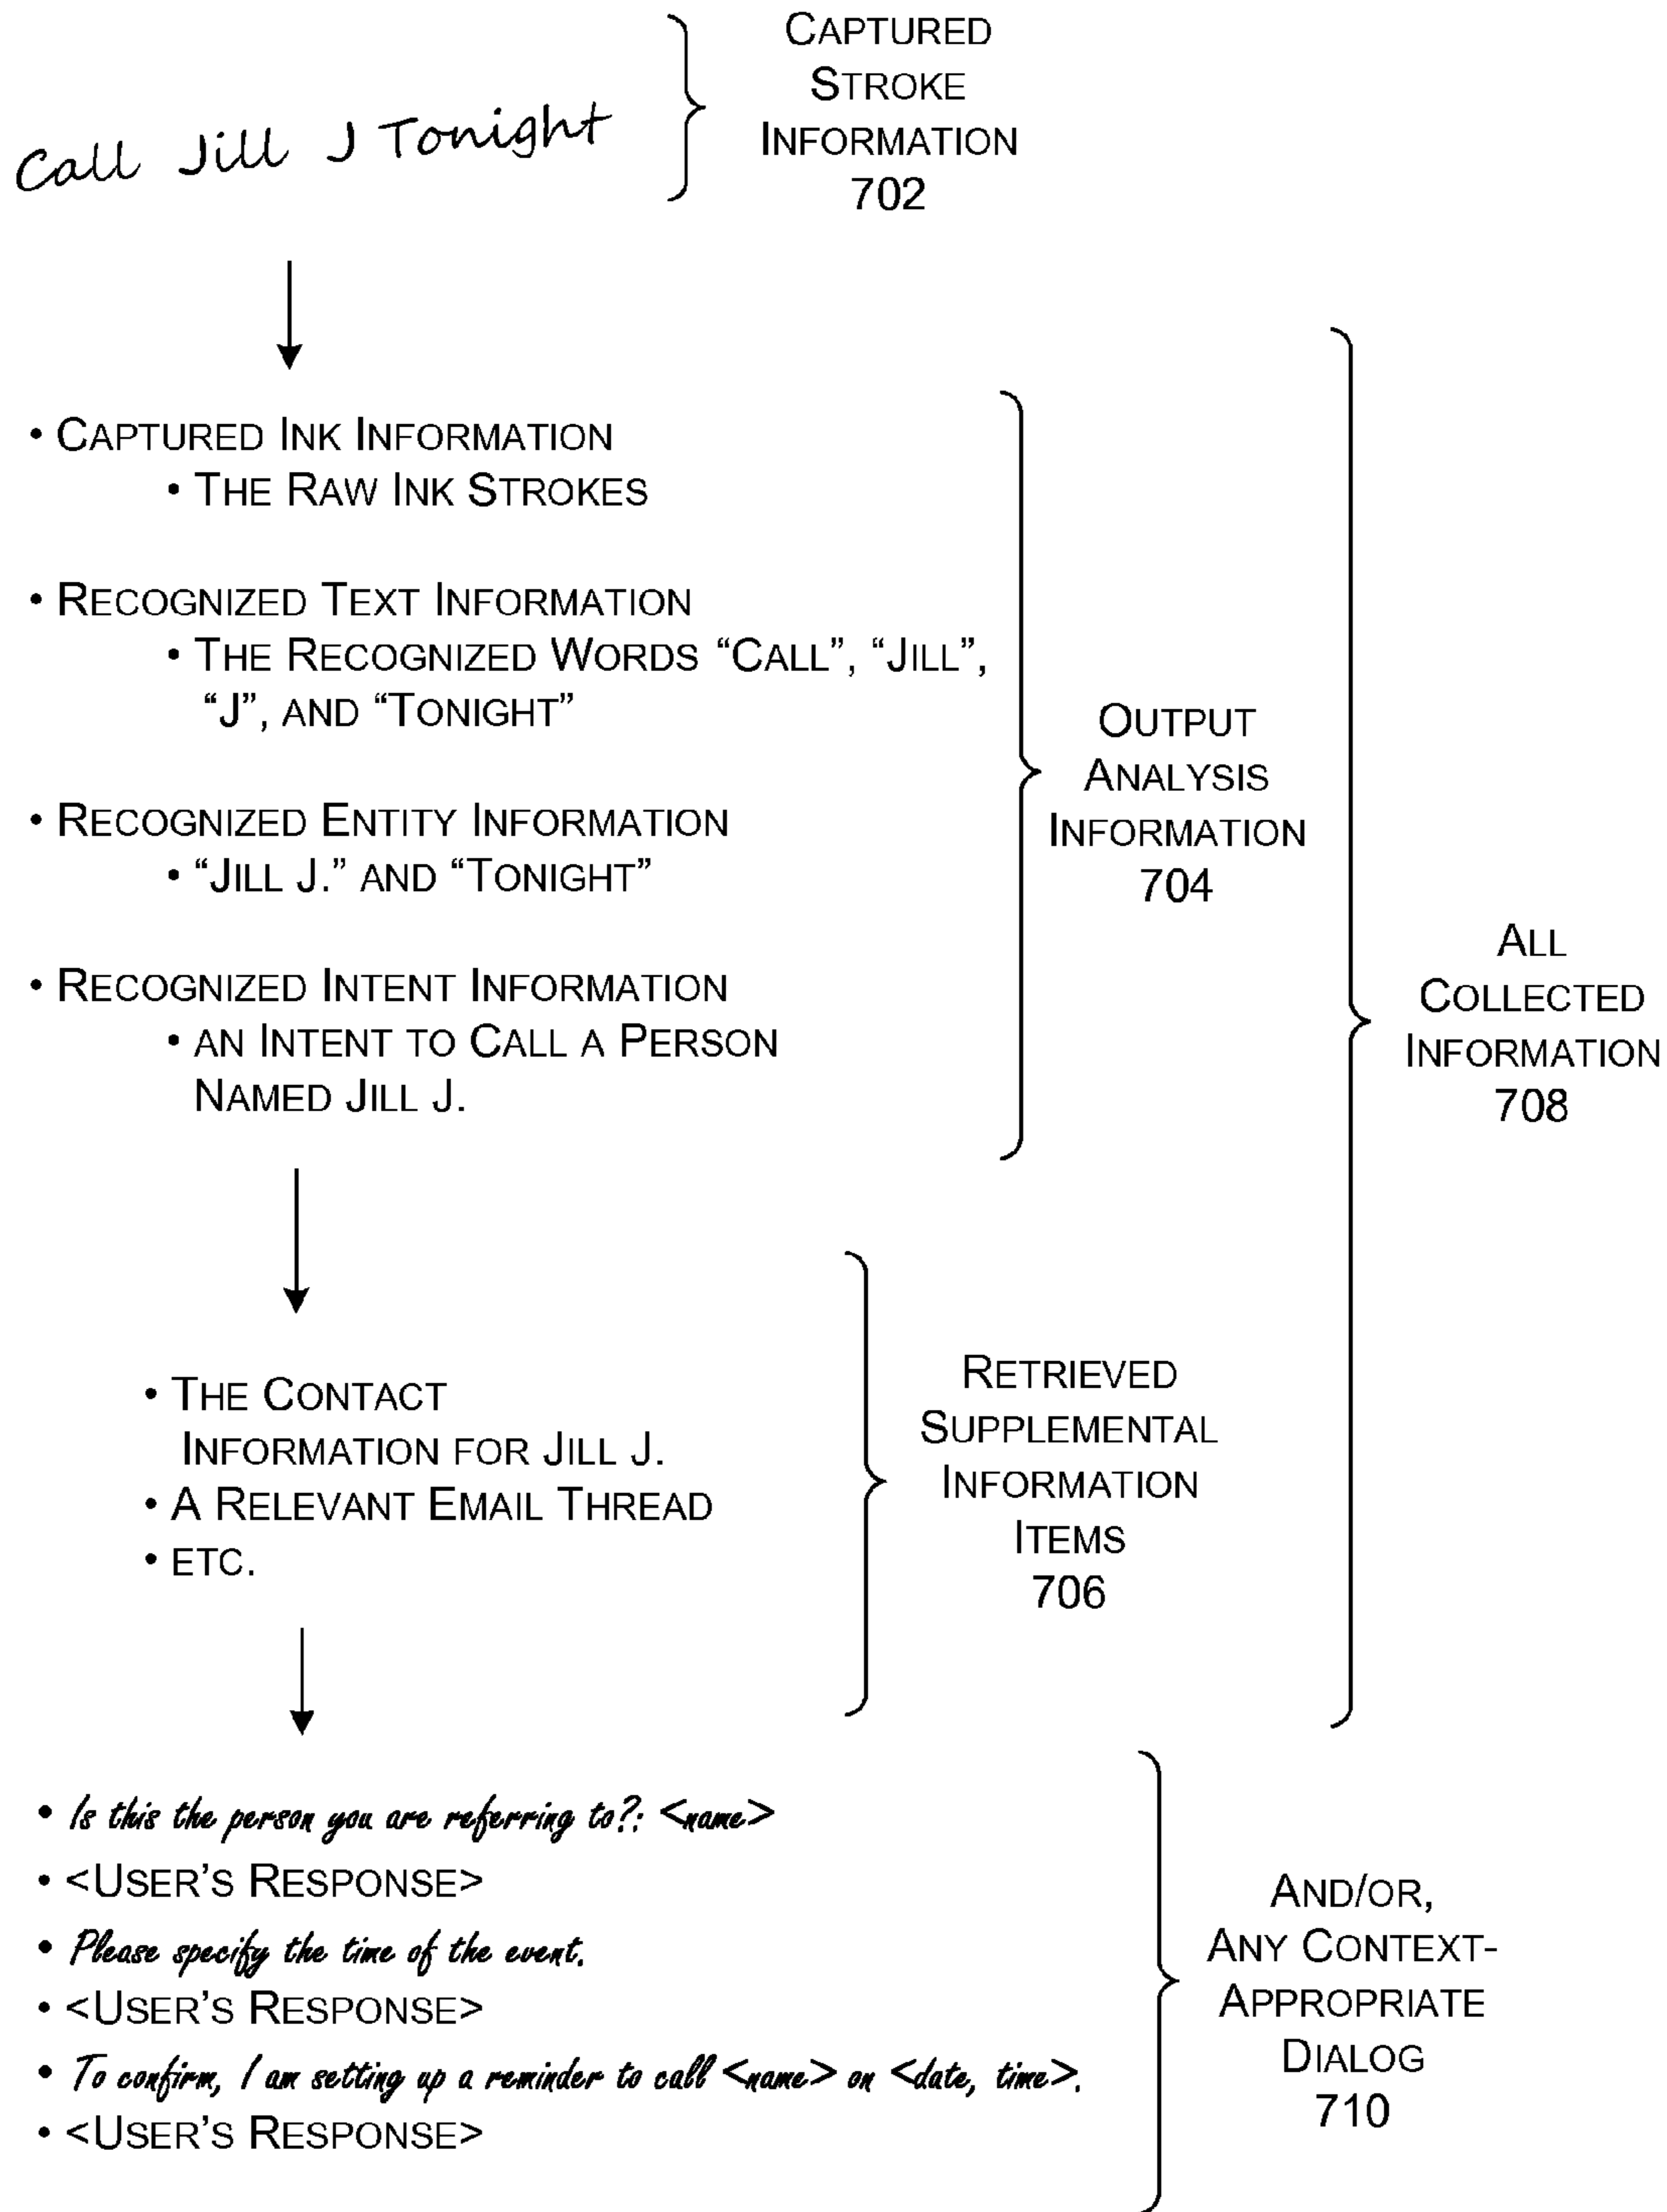 Call Jill J Tonight
CAPTURED
STROKE
INFORMATION
702
• CAPTURED INK INFORMATION
• THE RAW INK STROKES
• RECOGNIZED TEXT INFORMATION
• THE RECOGNIZED WORDS “CALL”, “JILL”,
“J”, AND “TONIGHT”
• RECOGNIZED ENTITY INFORMATION
• “JILL J.” AND “TONIGHT”
• RECOGNIZED INTENT INFORMATION
• AN INTENT TO CALL A PERSON
NAMED JILL J.
OUTPUT
ANALYSIS
INFORMATION
704
ALL
COLLECTED
INFORMATION
708
• THE CONTACT
INFORMATION FOR JILL J.
• A RELEVANT EMAIL THREAD
• ETC.
RETRIEVED
SUPPLEMENTAL
INFORMATION
ITEMS
706
• Is this the person you are referring to?: <name>
• <USER’S RESPONSE>
• Please specify the time of the event.
• <USER’S RESPONSE>
• To confirm, I am setting up a reminder to call <name> on <date, time>.
• <USER’S RESPONSE>
AND/OR,
ANY CONTEXT-
APPROPRIATE
DIALOG
710